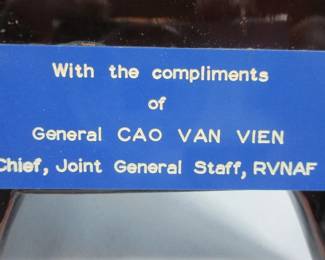 With the compliments
of
General CAO VAN VIEN
Chief, Joint General Staff, RVNAF